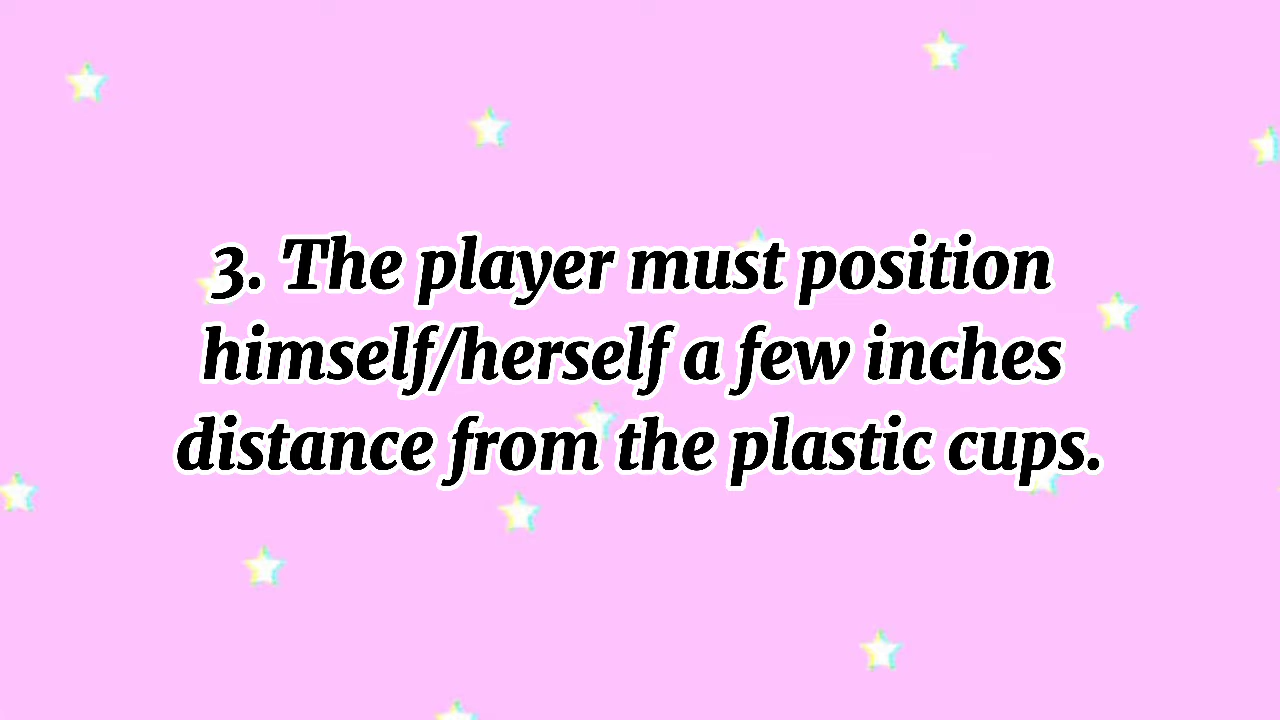 3. The player must position
himself/herself a few inches
distance from the plastic cups.